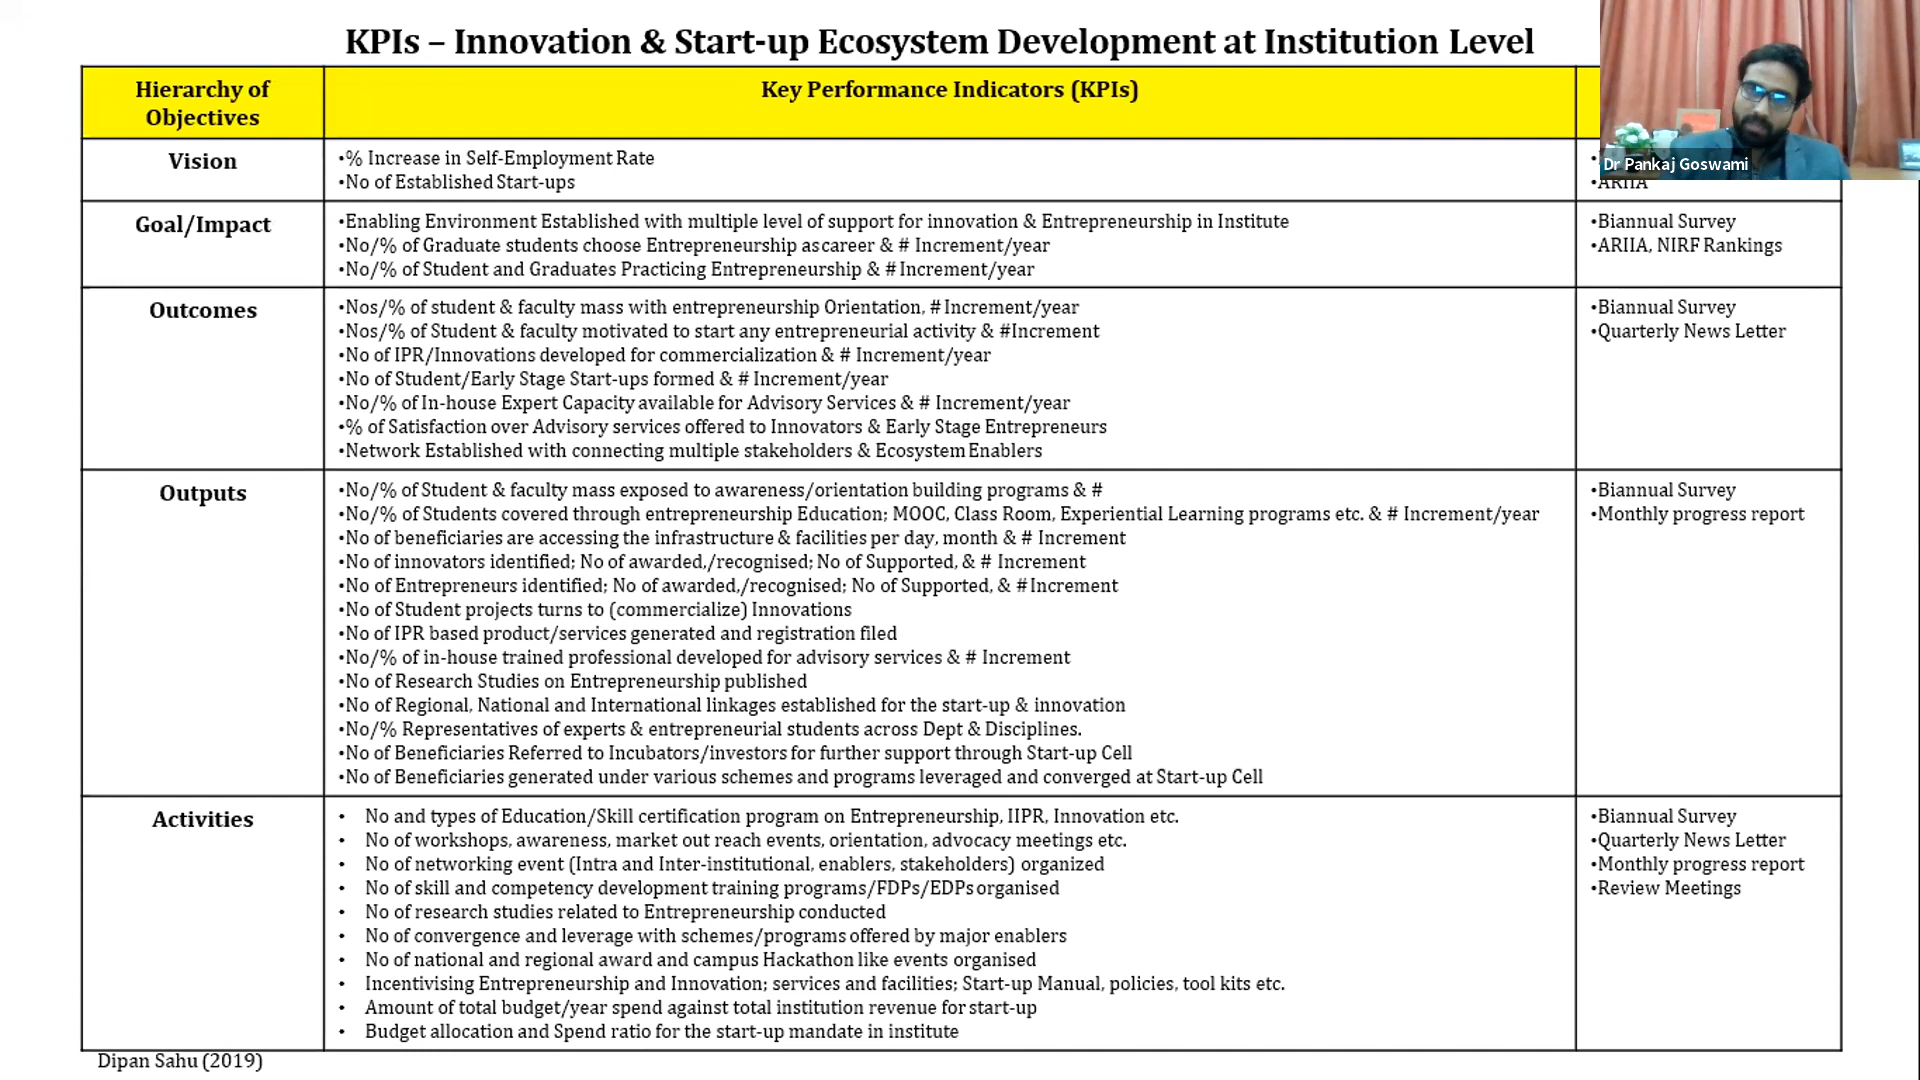 KPIs – Innovation & Start-up Ecosystem Development at Institution Level
Hierarchy of
Objectives
Key Performance Indicators (KPIs)
Vision
•% Increase in Self-Employment Rate
•No of Established Start-ups
•ARIIA
Dr Pankaj Goswami
Goal/Impact
•Enabling Environment Established with multiple level of support for innovation & Entrepreneurship in Institute
•No/% of Graduate students choose Entrepreneurship as career & # Increment/year
•No/% of Student and Graduates Practicing Entrepreneurship & # Increment/year
•Biannual Survey
•ARIIA, NIRF Rankings
Outcomes
•Nos/% of student & faculty mass with entrepreneurship Orientation, # Increment/year
•Nos/% of Student & faculty motivated to start any entrepreneurial activity & #Increment
•No of IPR/Innovations developed for commercialization & # Increment/year
•No of Student/Early Stage Start-ups formed & # Increment/year
•No/% of In-house Expert Capacity available for Advisory Services & # Increment/year
•% of Satisfaction over Advisory services offered to Innovators & Early Stage Entrepreneurs
•Network Established with connecting multiple stakeholders & Ecosystem Enablers
•Biannual Survey
•Quarterly News Letter
Outputs
•No/% of Student & faculty mass exposed to awareness/orientation building programs & #
•No/% of Students covered through entrepreneurship Education; MOOC, Class Room, Experiential Learning programs etc. & # Increment/year
•No of beneficiaries are accessing the infrastructure & facilities per day, month & # Increment
•No of innovators identified; No of awarded,/recognised; No of Supported, & # Increment
•No of Entrepreneurs identified; No of awarded,/recognised; No of Supported, & # Increment
•No of Student projects turns to (commercialize) Innovations
•No of IPR based product/services generated and registration filed
•No/% of in-house trained professional developed for advisory services & # Increment
•No of Research Studies on Entrepreneurship published
•No of Regional, National and International linkages established for the start-up & innovation
•No/% Representatives of experts & entrepreneurial students across Dept & Disciplines.
•No of Beneficiaries Referred to Incubators/investors for further support through Start-up Cell
•No of Beneficiaries generated under various schemes and programs leveraged and converged at Start-up Cell
•Biannual Survey
•Monthly progress report
Activities
• No and types of Education/Skill certification program on Entrepreneurship, IIPR, Innovation etc.
• No of workshops, awareness, market out reach events, orientation, advocacy meetings etc.
• No of networking event (Intra and Inter-institutional, enablers, stakeholders) organized
• No of skill and competency development training programs/FDPs/EDPs organised
• No of research studies related to Entrepreneurship conducted
• No of convergence and leverage with schemes/programs offered by major enablers
• No of national and regional award and campus Hackathon like events organised
• Incentivising Entrepreneurship and Innovation; services and facilities; Start-up Manual, policies, tool kits etc.
• Amount of total budget/year spend against total institution revenue for start-up
• Budget allocation and Spend ratio for the start-up mandate in institute
•Biannual Survey
•Quarterly News Letter
•Monthly progress report
•Review Meetings
Dipan Sahu (2019)